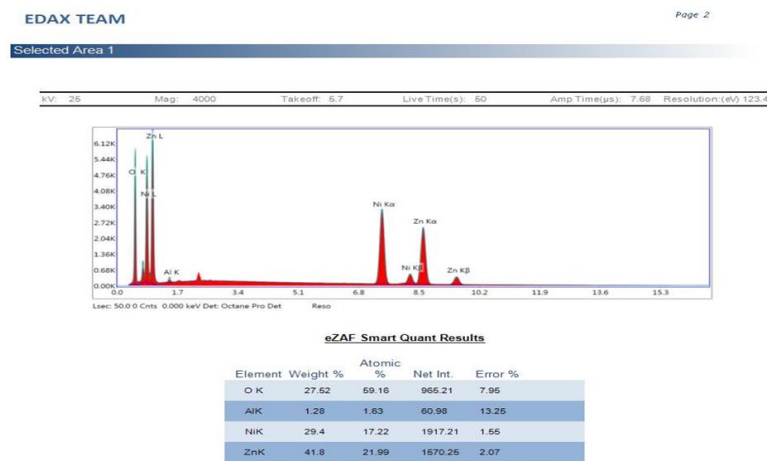 EDAX TEAM
Page 2
Selected Area 1
kV: 25 Mag: 4000 Takeoff: 5.7 Live Time(s): 50 Amp Time(µs): 7.68 Resolution:(eV) 123.4
6.12K
5.44K
4.76K
4.08K
3.40K
2.72K
2.04K
1.36K
0.68K
0.00K
Zn L
O K
Ni L
Al K
Ni Kα
Zn Kα
Ni Kβ
Zn Kβ
0.0 1.7 3.4 5.1 6.8 8.5 10.2 11.9 13.6 15.3
Lsec: 50.0 0 Cnts 0.000 keV Det: Octane Pro Det Reso
eZAF Smart Quant Results
Element Weight % Atomic % Net Int. Error %
O K 27.52 59.16 965.21 7.95
AlK 1.28 1.63 60.98 13.25
NiK 29.4 17.22 1917.21 1.55
ZnK 41.8 21.99 1570.25 2.07